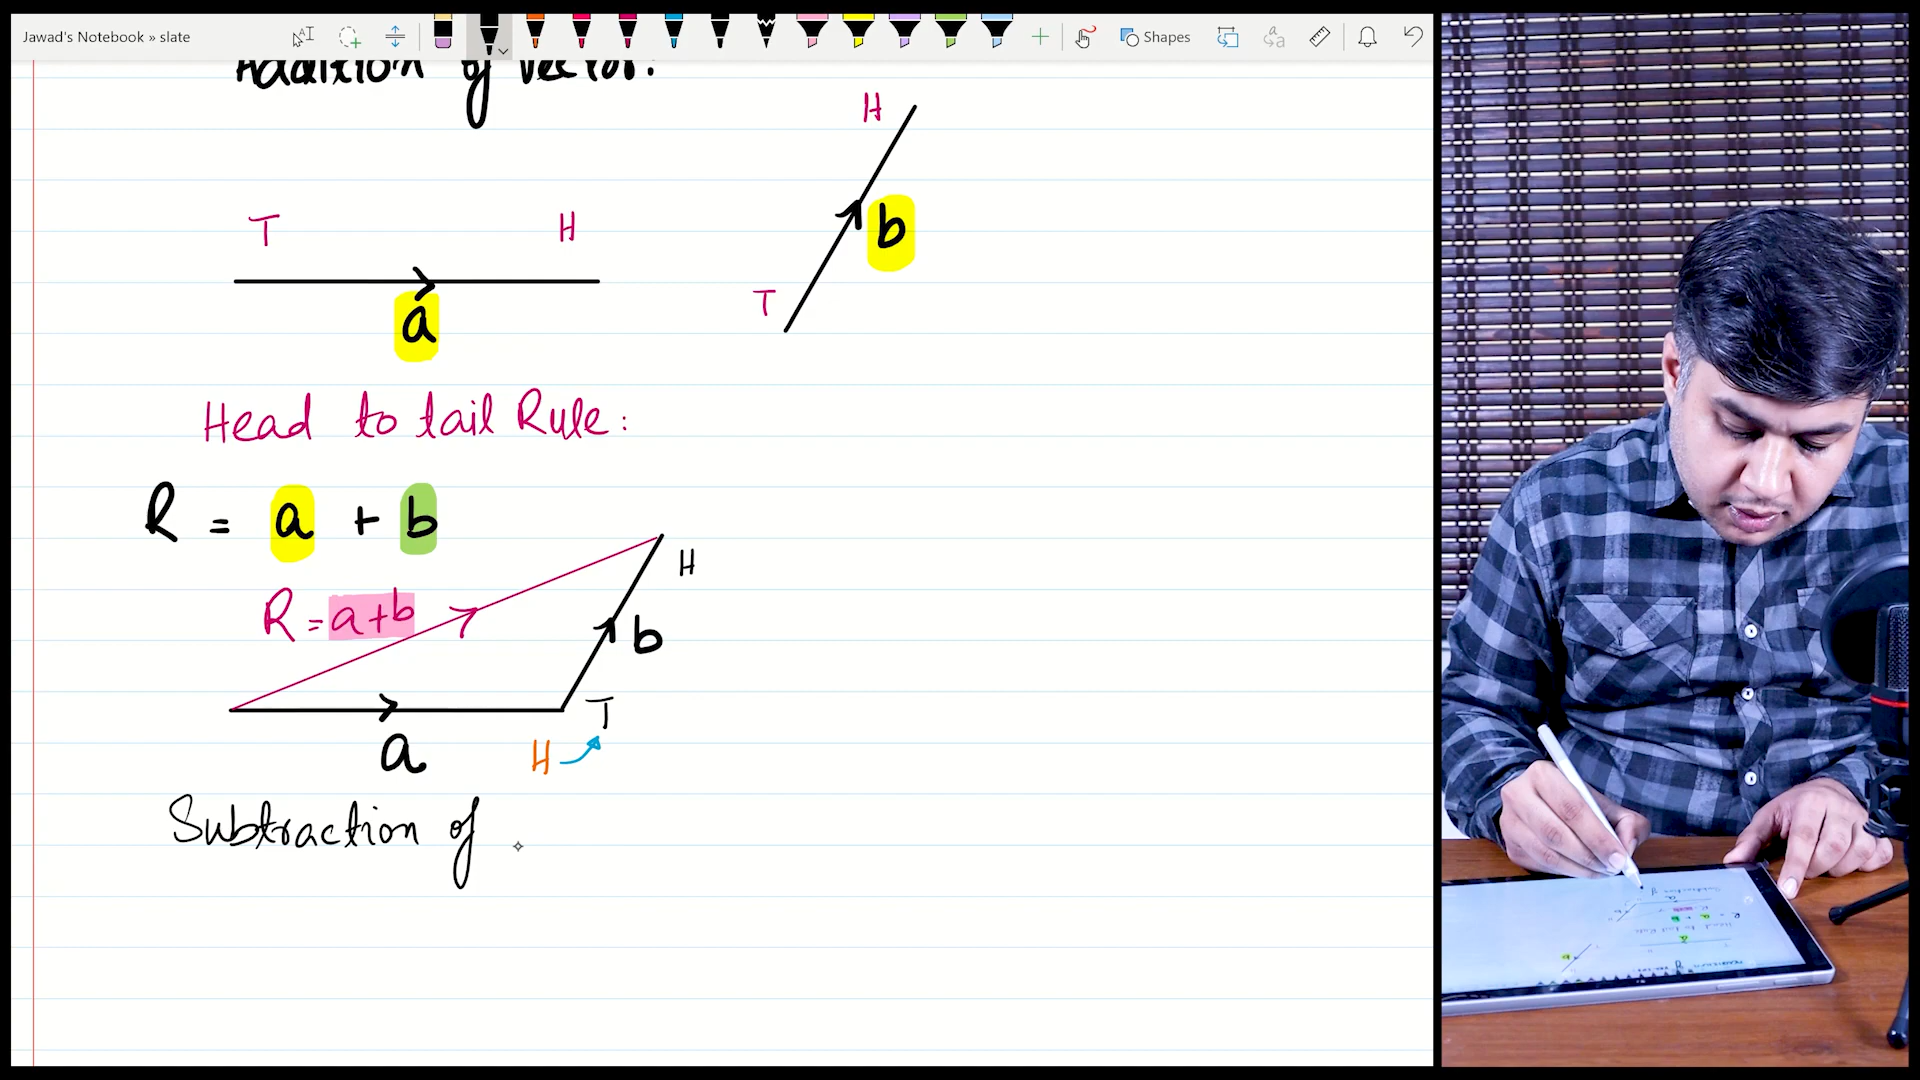 Jawad's Notebook » slate
Shapes
Addition of Vector:
H
T H
b
T
a
Head to tail Rule:
R = a + b
H
R = a+b
b
T
a H
Subtraction of